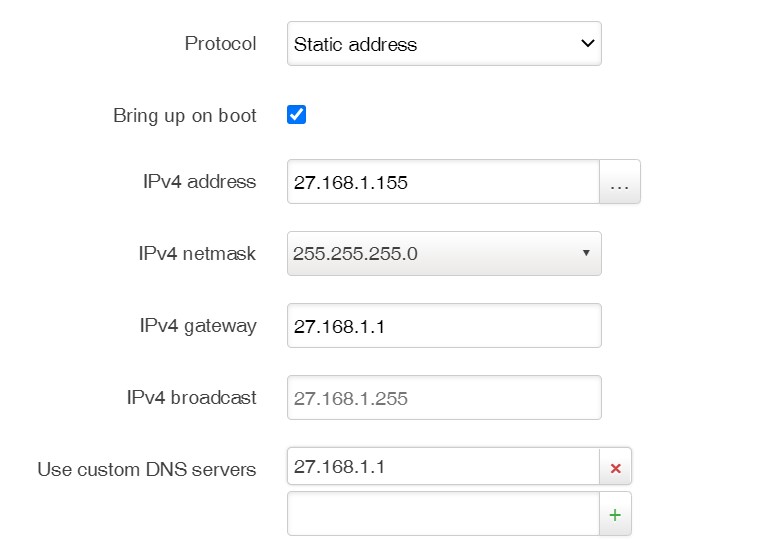 Protocol Static address
Bring up on boot
IPv4 address 27.168.1.155 ...
IPv4 netmask 255.255.255.0
IPv4 gateway 27.168.1.1
IPv4 broadcast 27.168.1.255
Use custom DNS servers 27.168.1.1 ×
+